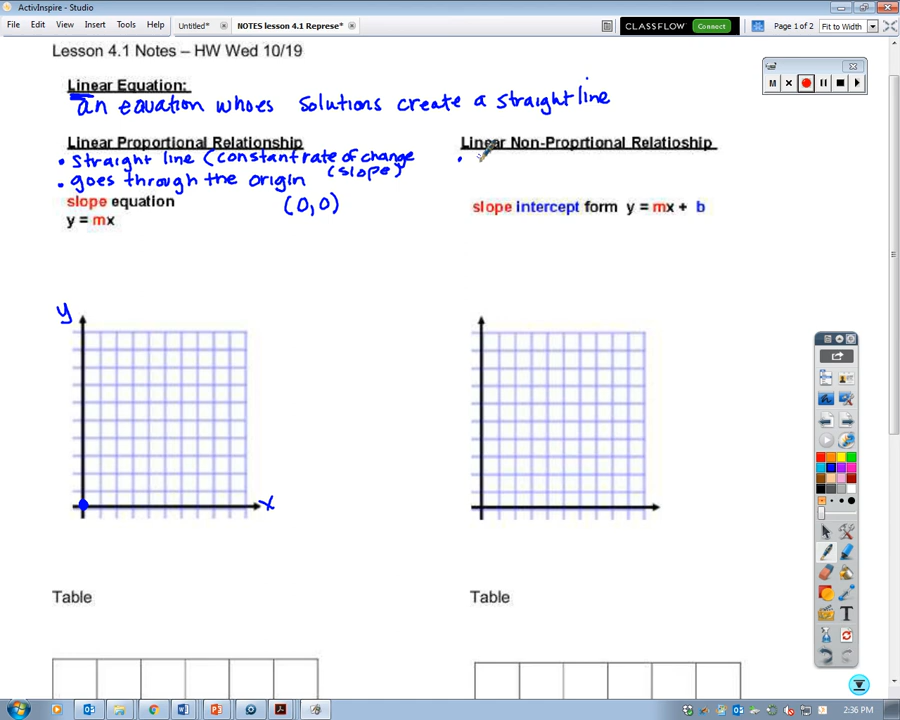 ActivInspire - Studio
File Edit View Insert Tools Help Untitled* NOTES lesson 4.1 Represe* CLASSFLOW Connect Page 1 of 2 Fit to Width
Lesson 4.1 Notes – HW Wed 10/19
Linear Equation:
an equation whoes solutions create a straight line
Linear Proportional Relationship
• Straight line (constant rate of change
(slope)
• goes through the origin
(0,0)
slope equation
y = mx
Linear Non-Proprtional Relatioship
•
slope intercept form y = mx + b
y
x
Table
Table
M
T
2:36 PM